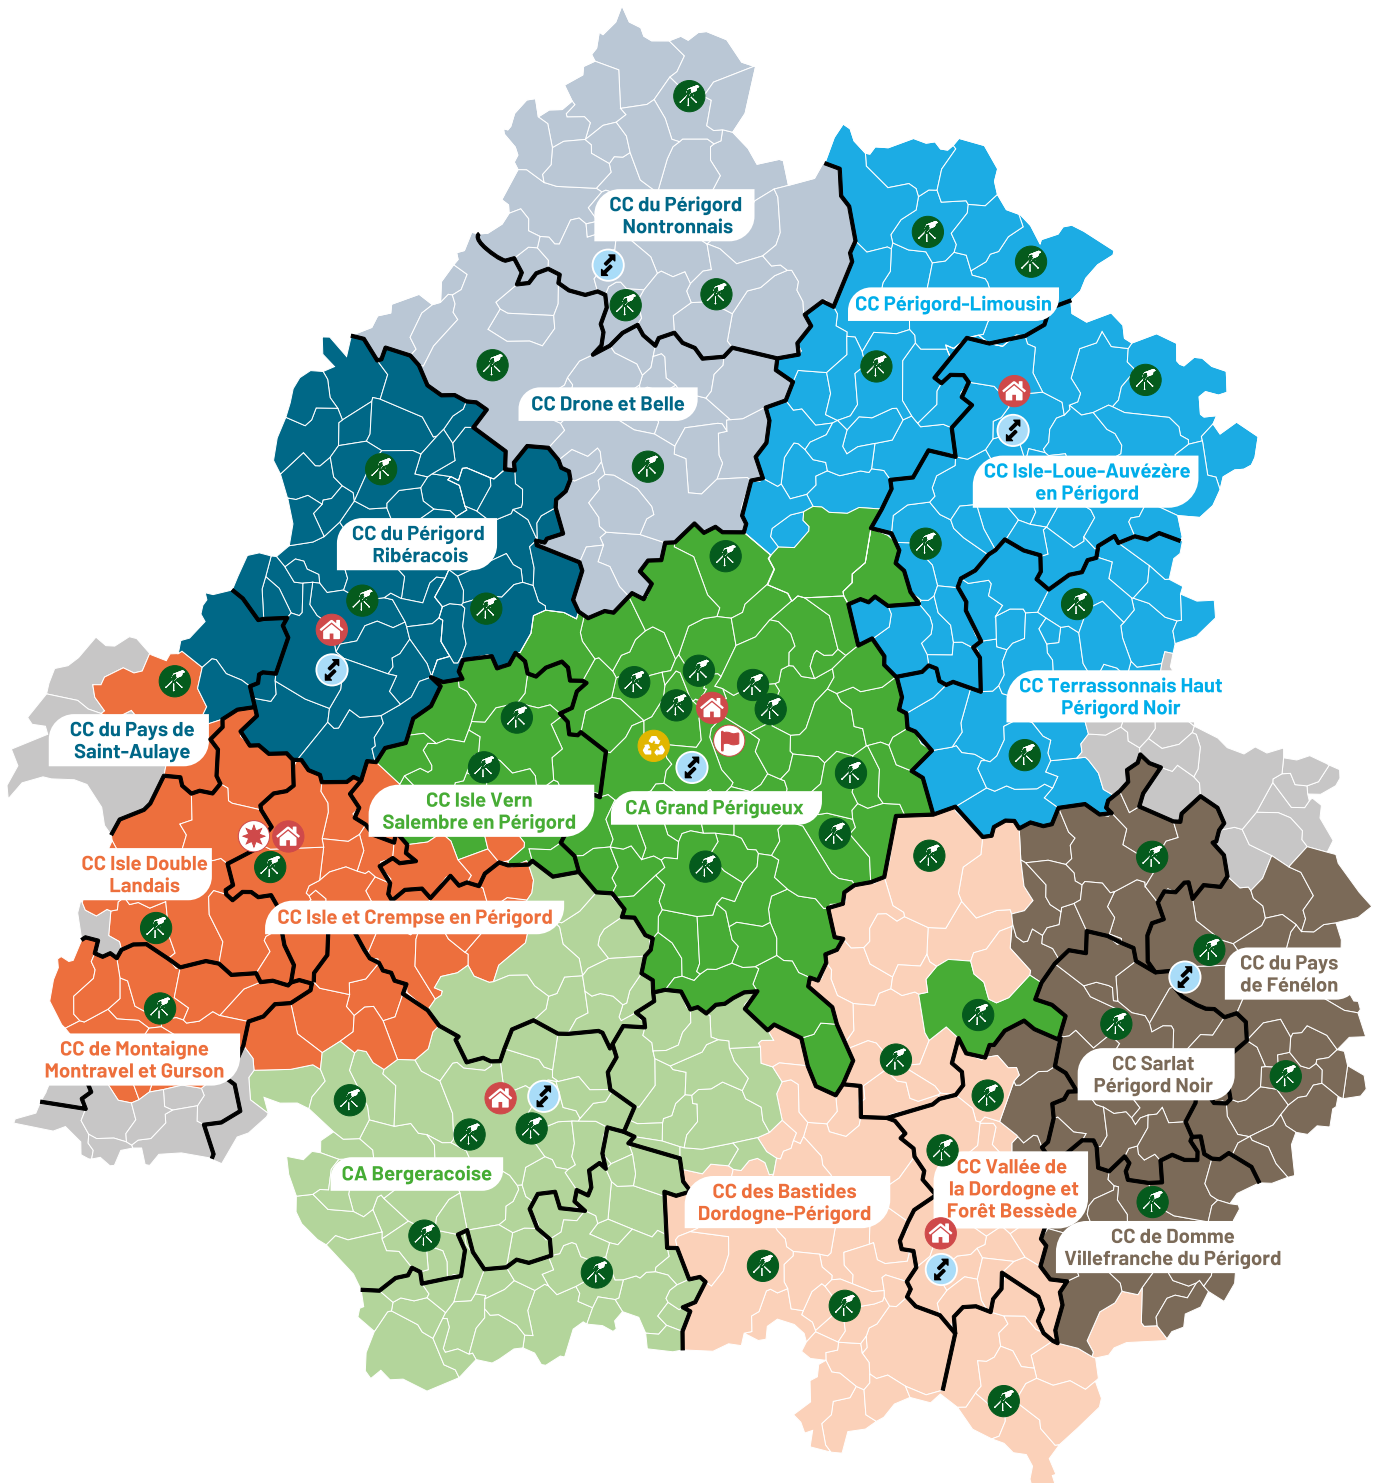 CC du Périgord
Nontronnais
CC Périgord-Limousin
CC Drone et Belle
CC Isle-Loue-Auvézère
en Périgord
CC du Périgord
Ribéracois
CC Terrassonnais Haut
Périgord Noir
CC du Pays de
Saint-Aulaye
CC Isle Vern
Salembre en Périgord
CA Grand Périgueux
CC Isle Double
Landais
CC Isle et Crempse en Périgord
CC du Pays
de Fénélon
CC de Montaigne
Montravel et Gurson
CC Sarlat
Périgord Noir
CA Bergeracoise
CC des Bastides
Dordogne-Périgord
CC Vallée de
la Dordogne et
Forêt Bessède
CC de Domme
Villefranche du Périgord